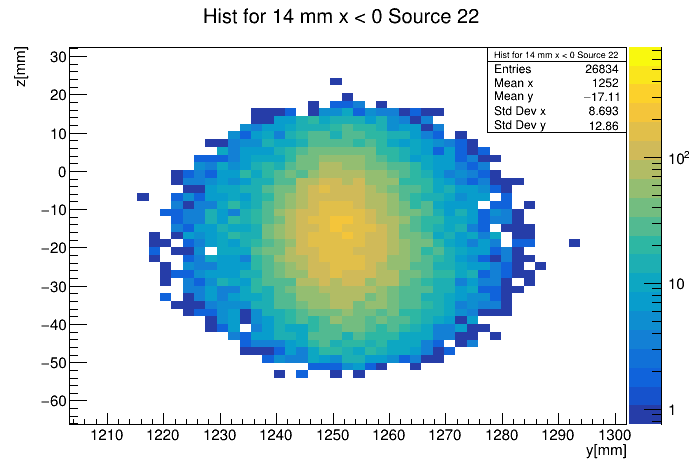 Hist for 14 mm x < 0 Source 22
z[mm]
30
20
10
0
−10
−20
−30
−40
−50
−60
Hist for 14 mm x < 0 Source 22
Entries 26834
Mean x 1252
Mean y −17.11
Std Dev x 8.693
Std Dev y 12.86
10²
10
1
1210 1220 1230 1240 1250 1260 1270 1280 1290 1300
y[mm]